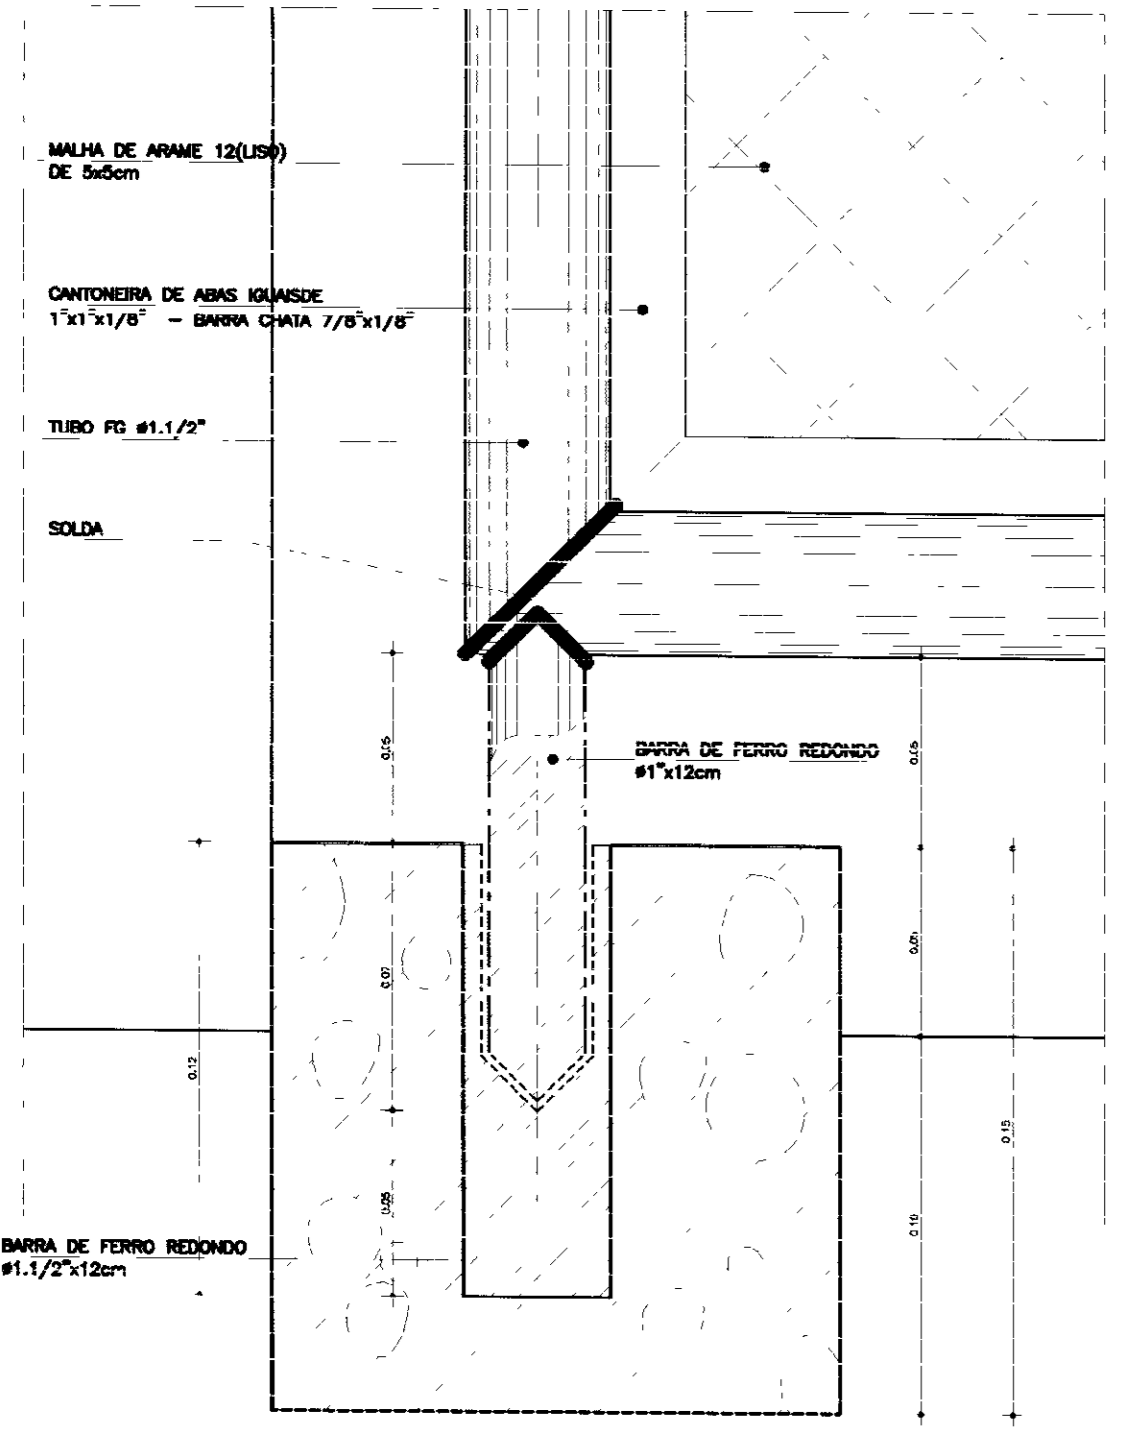 MALHA DE ARAME 12(LISO)
DE 5x5cm
CANTONEIRA DE ABAS IGUAISDE
1"x1"x1/8" - BARRA CHATA 7/8"x1/8"
TUBO FG ø1.1/2"
SOLDA
0,05
BARRA DE FERRO REDONDO
ø1"x12cm
0,05
0,07
0,05
0,12
0,15
0,05
0,10
BARRA DE FERRO REDONDO
ø1.1/2"x12cm